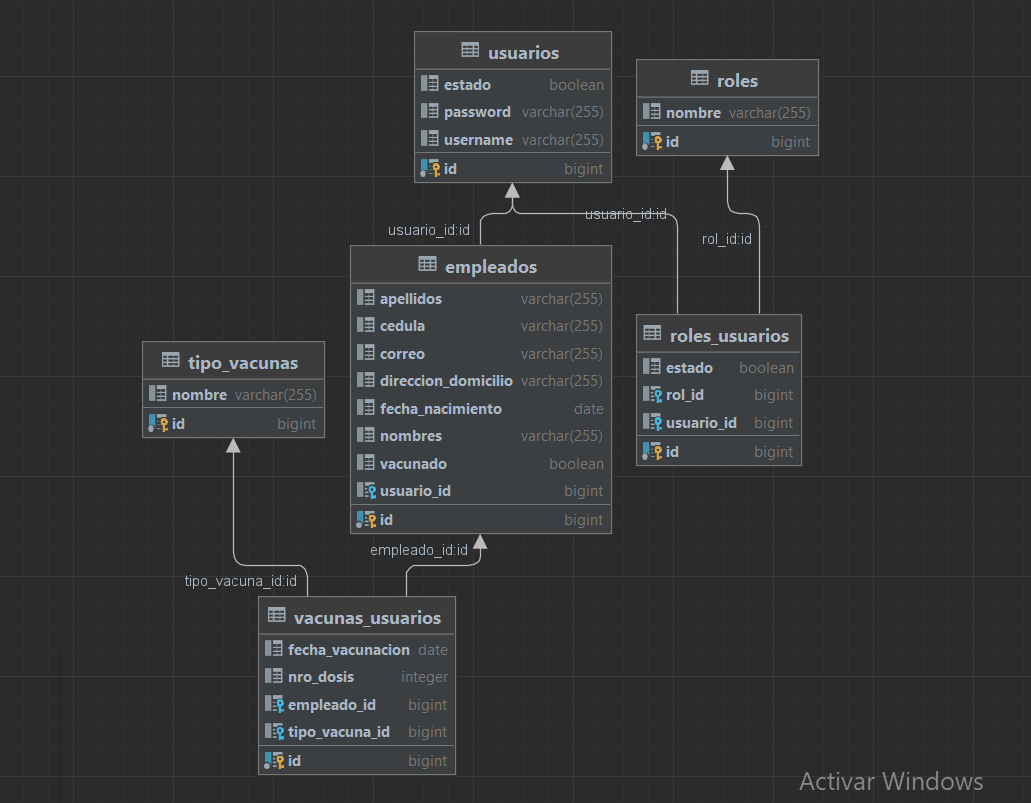 usuarios
estado boolean
password varchar(255)
username varchar(255)
id bigint
roles
nombre varchar(255)
id bigint
usuario_id:id
usuario_id:id
rol_id:id
empleados
apellidos varchar(255)
cedula varchar(255)
correo varchar(255)
direccion_domicilio varchar(255)
fecha_nacimiento date
nombres varchar(255)
vacunado boolean
usuario_id bigint
id bigint
roles_usuarios
estado boolean
rol_id bigint
usuario_id bigint
id bigint
tipo_vacunas
nombre varchar(255)
id bigint
empleado_id:id
tipo_vacuna_id:id
vacunas_usuarios
fecha_vacunacion date
nro_dosis integer
empleado_id bigint
tipo_vacuna_id bigint
id bigint
Activar Windows